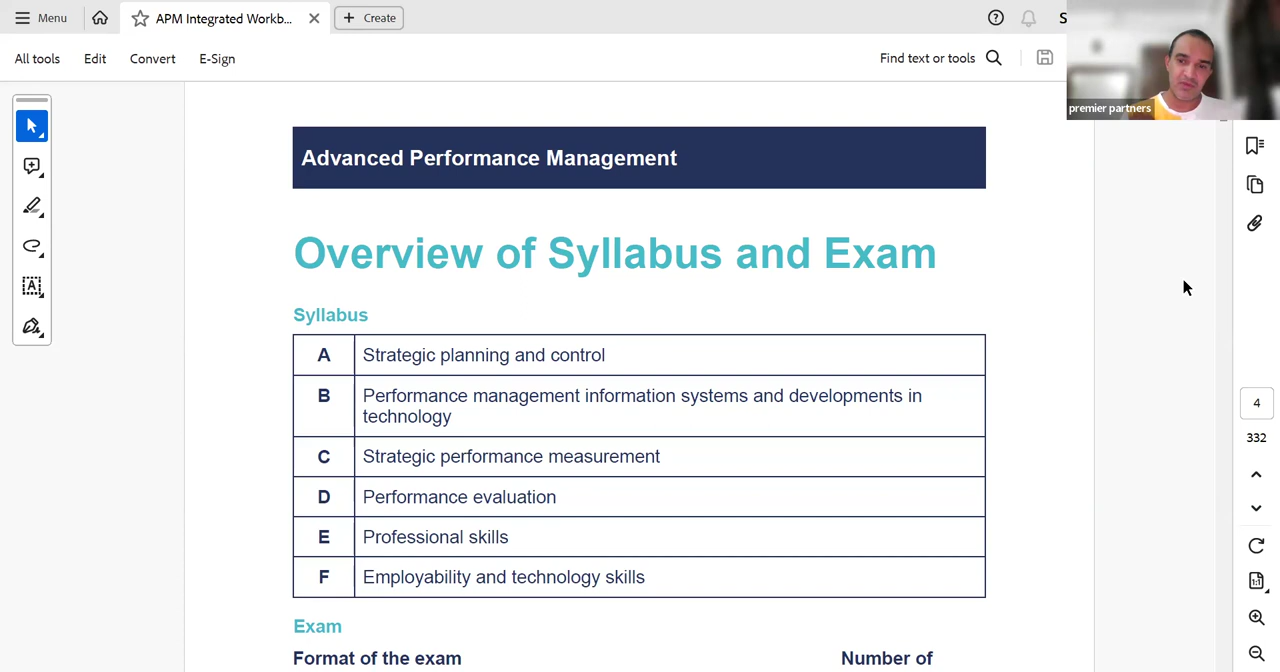 Menu
APM Integrated Workb...
Create
S
All tools
Edit
Convert
E-Sign
Find text or tools
premier partners
Advanced Performance Management
Overview of Syllabus and Exam
Syllabus
A Strategic planning and control
B Performance management information systems and developments in
technology
C Strategic performance measurement
D Performance evaluation
E Professional skills
F Employability and technology skills
Exam
Format of the exam Number of
4
332
1:1